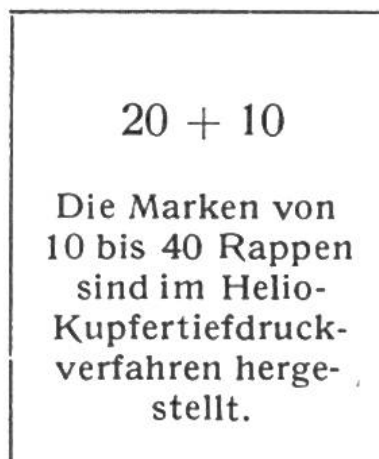 20 + 10
Die Marken von
10 bis 40 Rappen
sind im Helio-
Kupfertiefdruck-
verfahren herge-
stellt.